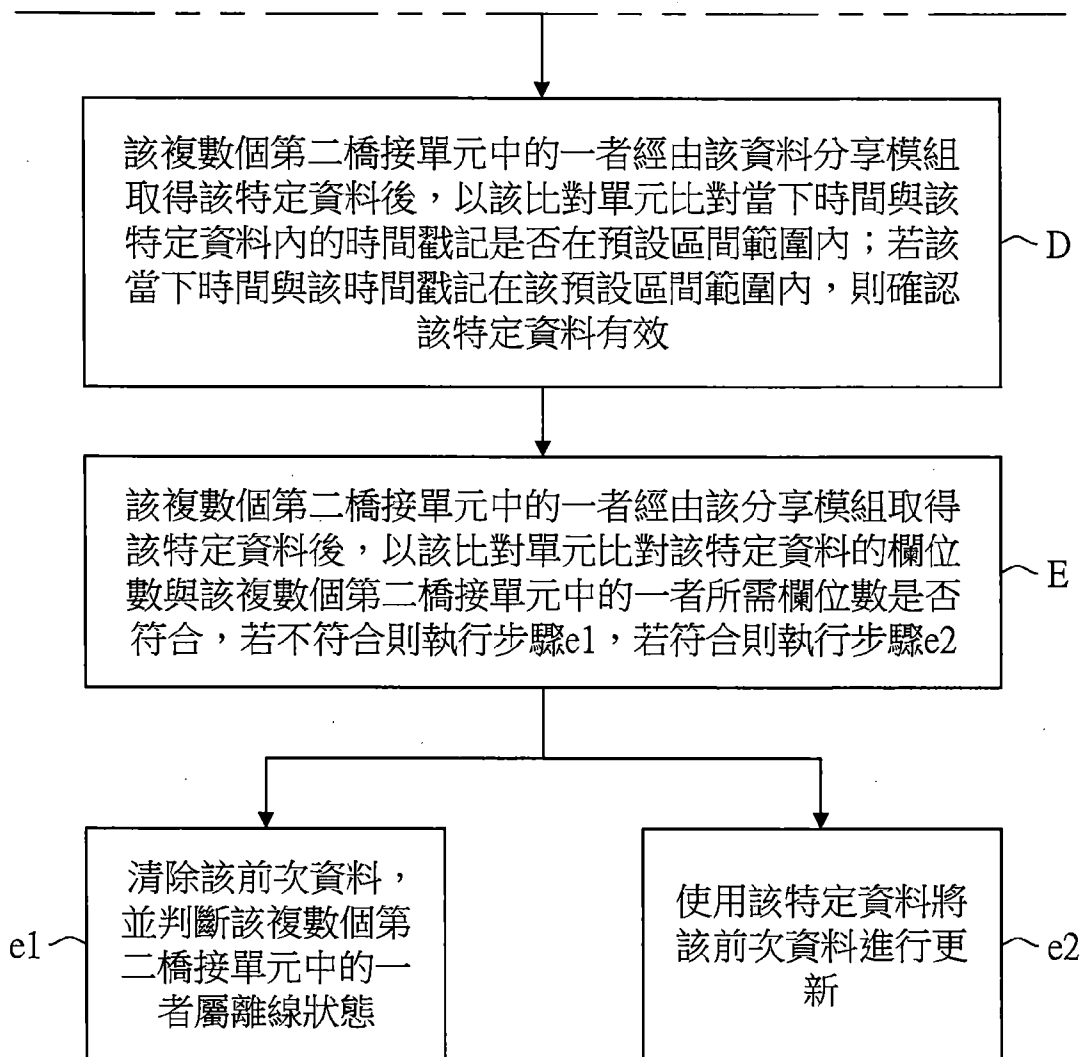 該複數個第二橋接單元中的一者經由該資料分享模組
取得該特定資料後，以該比對單元比對當下時間與該
特定資料內的時間戳記是否在預設區間範圍內；若該
當下時間與該時間戳記在該預設區間範圍內，則確認
該特定資料有效
D
該複數個第二橋接單元中的一者經由該分享模組取得
該特定資料後，以該比對單元比對該特定資料的欄位
數與該複數個第二橋接單元中的一者所需欄位數是否
符合，若不符合則執行步驟e1，若符合則執行步驟e2
E
清除該前次資料，
並判斷該複數個第
二橋接單元中的一
者屬離線狀態
e1
使用該特定資料將
該前次資料進行更
新
e2